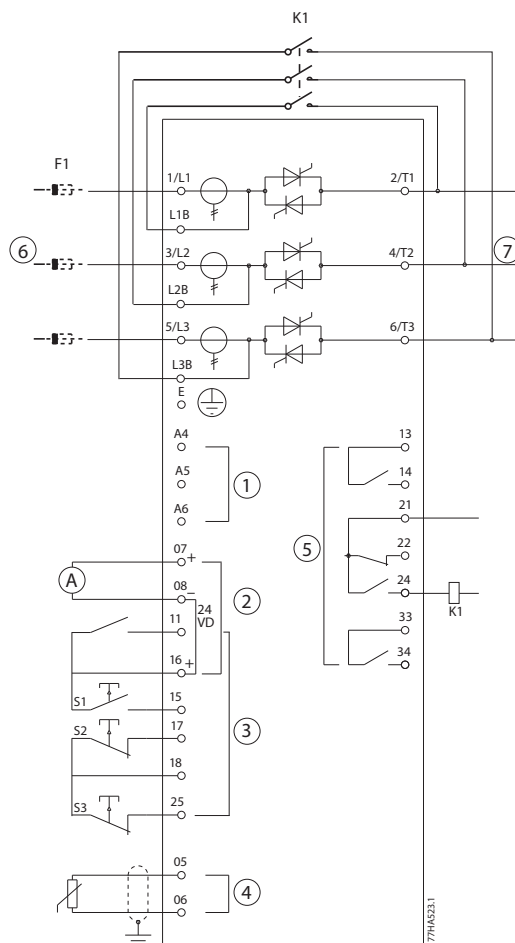 K1
F1
1/L1
2/T1
L1B
6
3/L2
4/T2
7
L2B
5/L3
6/T3
L3B
E
A4
13
A5
1
14
A6
21
07 +
5
22
A
08 −
2
24
24
VD
K1
11
33
16 +
34
S1
15
S2
17
3
18
S3
25
05
4
06
77HA523.1